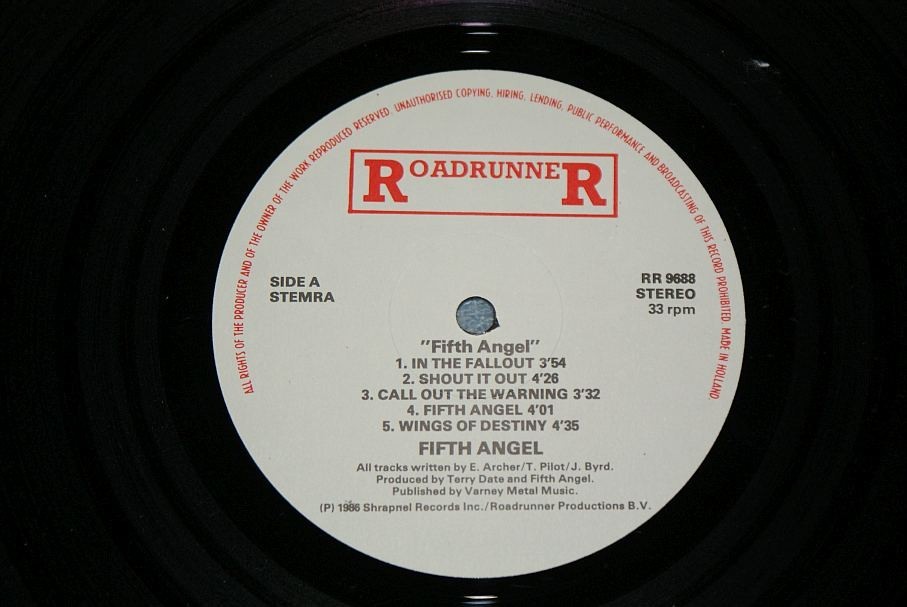 ALL RIGHTS OF THE PRODUCER AND OF THE OWNER OF THE WORK REPRODUCED RESERVED. UNAUTHORISED COPYING, HIRING, LENDING, PUBLIC PERFORMANCE AND BROADCASTING OF THIS RECORD PROHIBITED. MADE IN HOLLAND.
ROADRUNNER
SIDE A
STEMRA
RR 9688
STEREO
33 rpm
"Fifth Angel"
1. IN THE FALLOUT 3'54
2. SHOUT IT OUT 4'26
3. CALL OUT THE WARNING 3'32
4. FIFTH ANGEL 4'01
5. WINGS OF DESTINY 4'35
FIFTH ANGEL
All tracks written by E. Archer/T. Pilot/J. Byrd.
Produced by Terry Date and Fifth Angel.
Published by Varney Metal Music.
(P) 1986 Shrapnel Records Inc./Roadrunner Productions B.V.